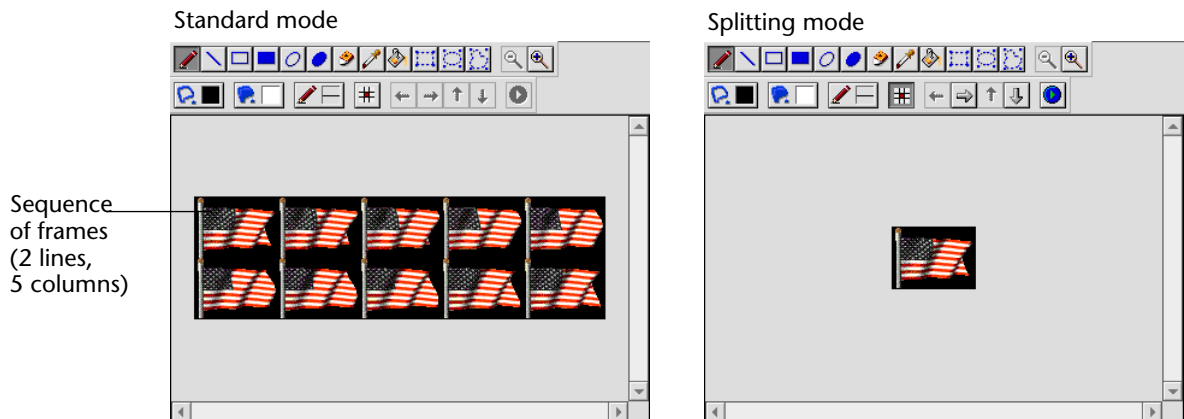 Standard mode
Splitting mode
Sequence
of frames
(2 lines,
5 columns)